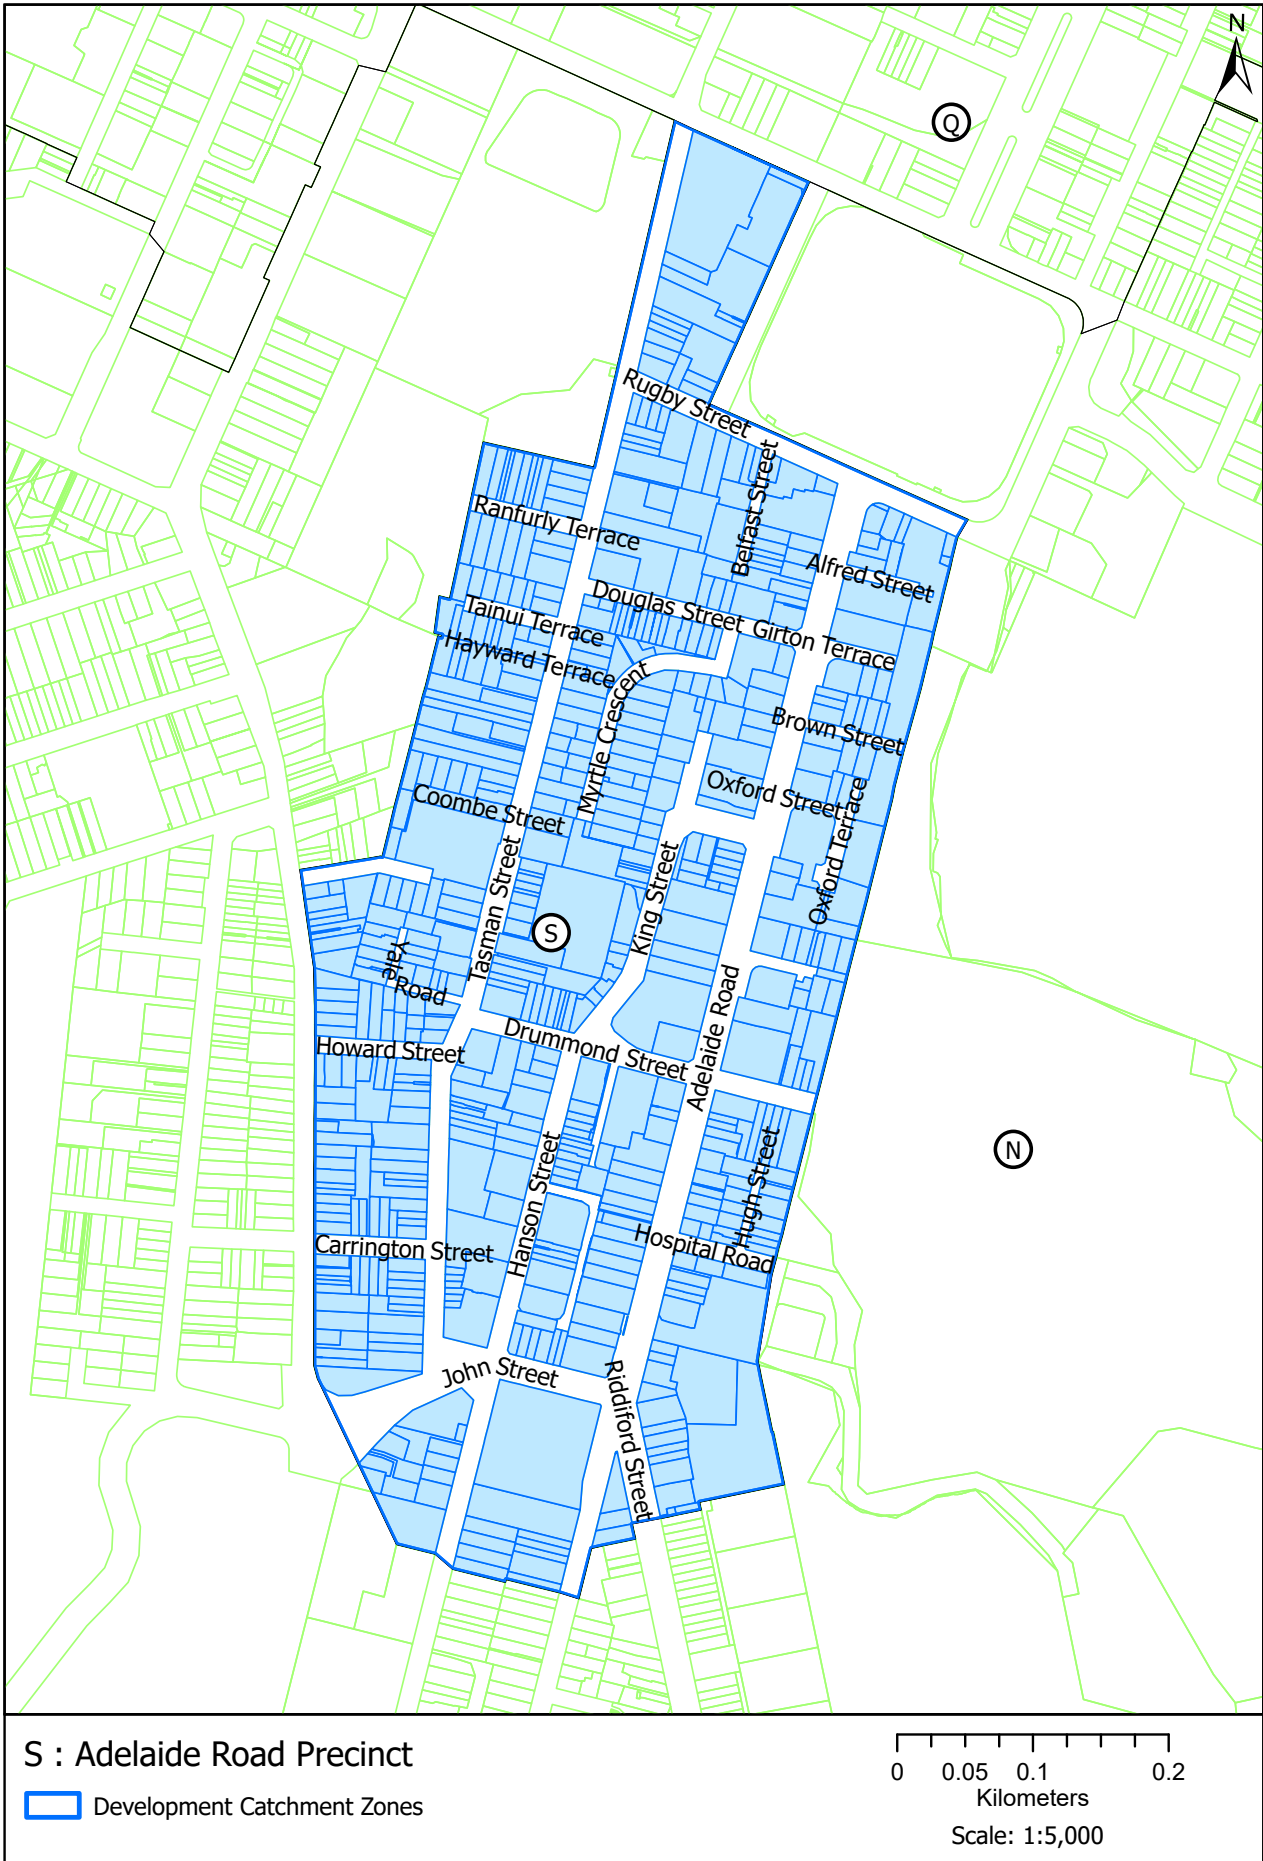 N
Q
Rugby Street
Belfast Street
Ranfurly Terrace
Alfred Street
Douglas Street
Girton Terrace
Tainui Terrace
Hayward Terrace
Myrtle Crescent
Brown Street
Oxford Street
Oxford Terrace
Coombe Street
Tasman Street
King Street
S
Yale
Road
Adelaide Road
Drummond Street
Howard Street
N
Hugh Street
Hanson Street
Hospital Road
Carrington Street
John Street
Riddiford Street
S : Adelaide Road Precinct
Development Catchment Zones
0 0.05 0.1 0.2
Kilometers
Scale: 1:5,000